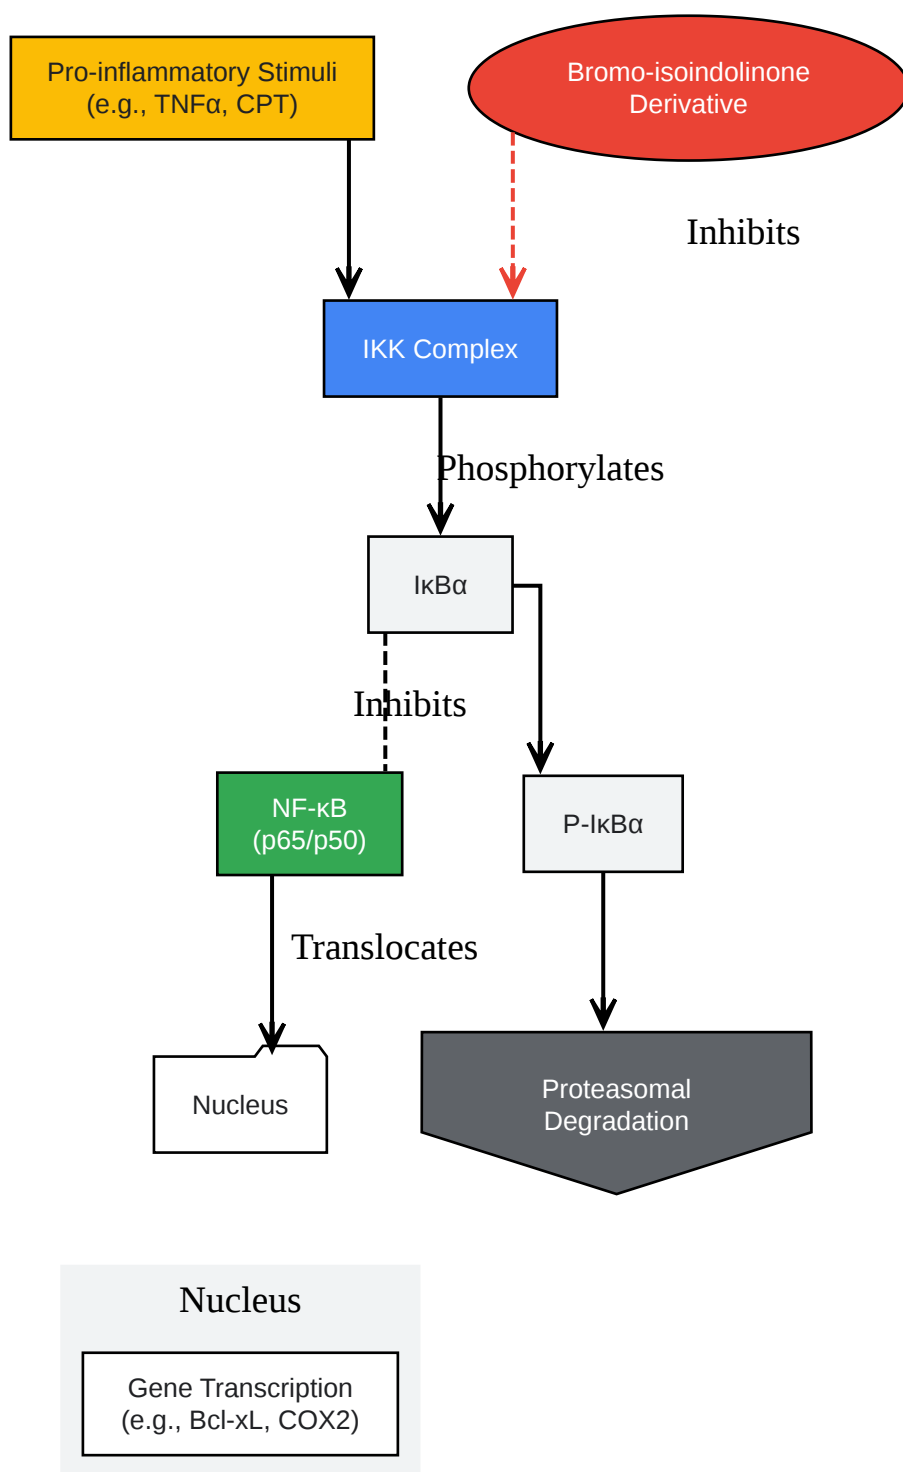 Pro-inflammatory Stimuli
(e.g., TNFα, CPT)
Bromo-isoindolinone
Derivative
Inhibits
IKK Complex
Phosphorylates
IκBα
Inhibits
NF-κB
(p65/p50)
P-IκBα
Translocates
Nucleus
Proteasomal
Degradation
Nucleus
Gene Transcription
(e.g., Bcl-xL, COX2)